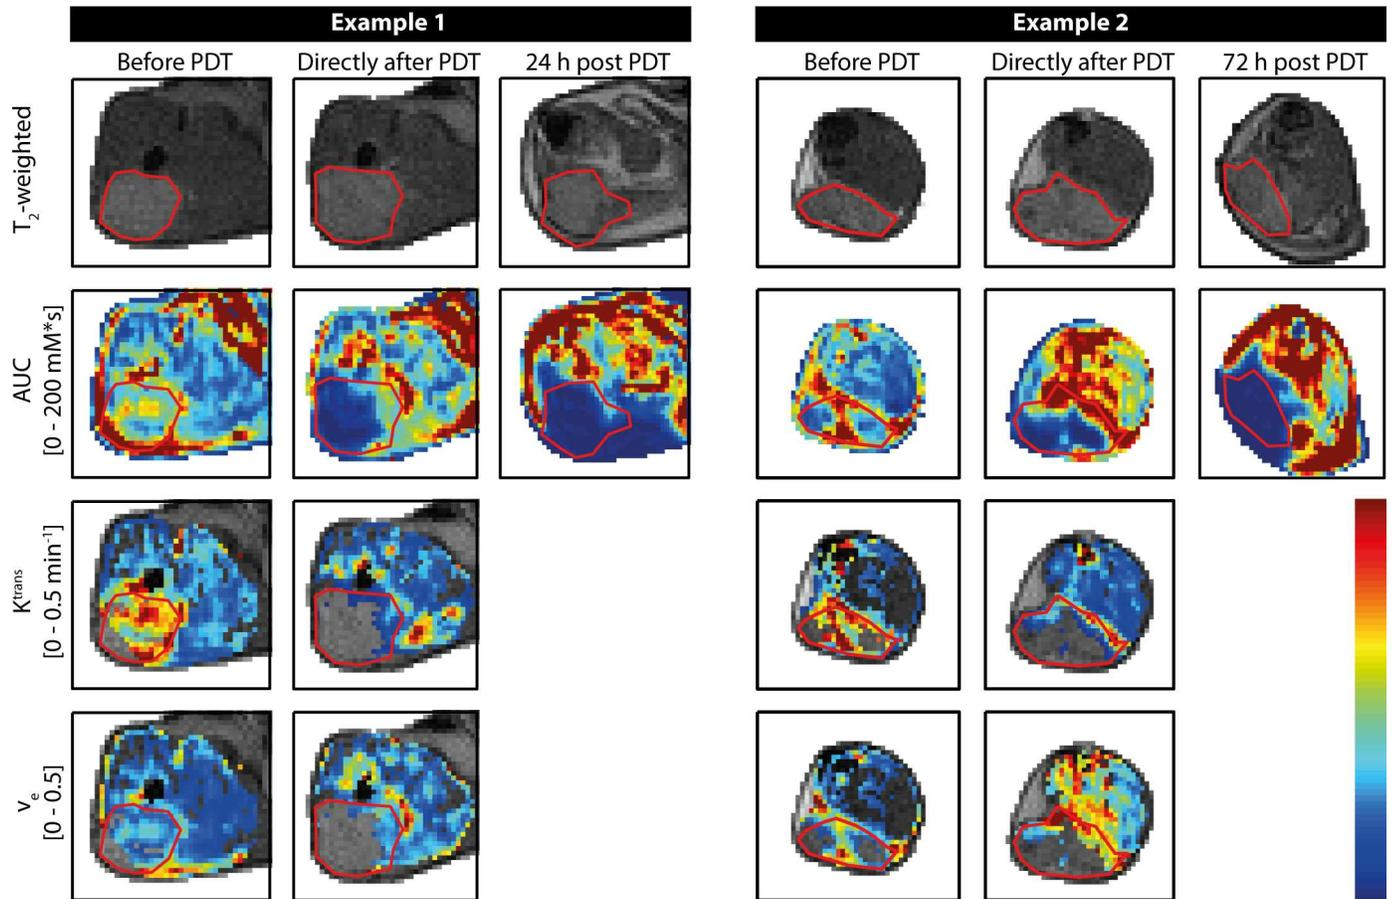 Example 1
Example 2
Before PDT
Directly after PDT
24 h post PDT
Before PDT
Directly after PDT
72 h post PDT
T₂-weighted
AUC
[0 - 200 mM*s]
Kᵗʳᵃⁿˢ
[0 - 0.5 min⁻¹]
vₑ
[0 - 0.5]